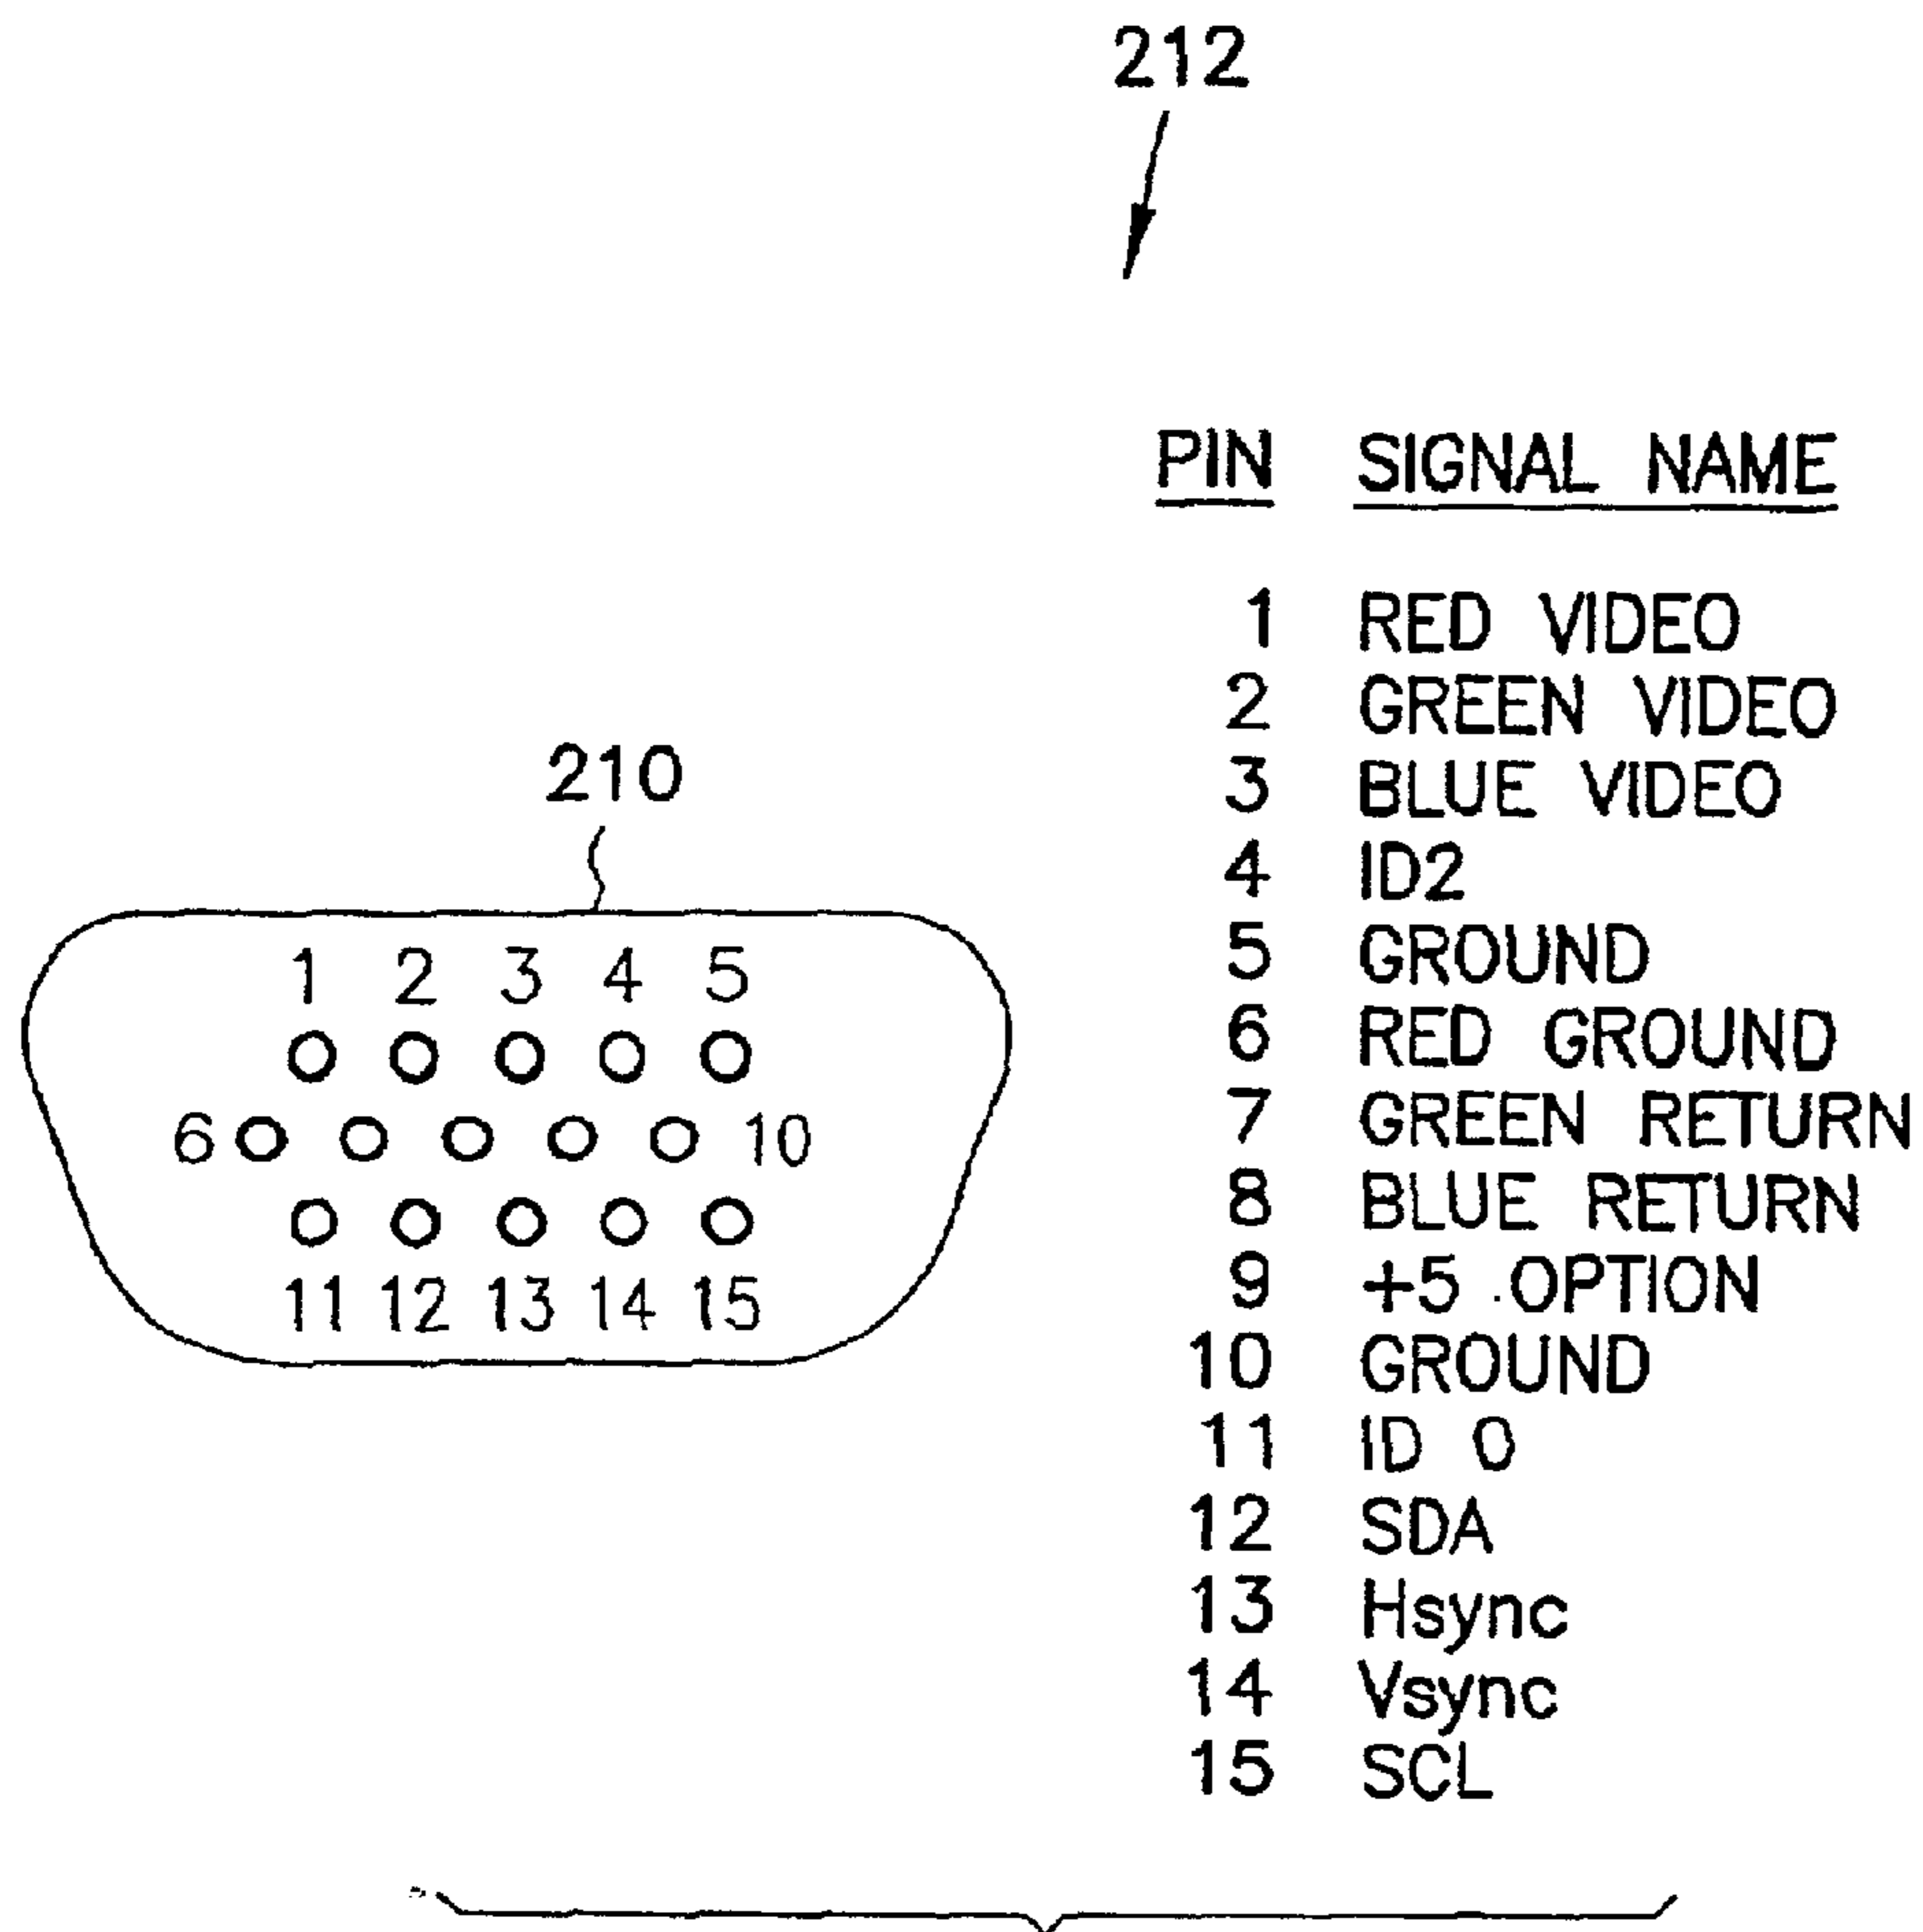 212
PIN SIGNAL NAME
1 RED VIDEO
2 GREEN VIDEO
3 BLUE VIDEO
4 ID2
5 GROUND
6 RED GROUND
7 GREEN RETURN
8 BLUE RETURN
9 +5 .OPTION
10 GROUND
11 ID 0
12 SDA
13 Hsync
14 Vsync
15 SCL
210
1 2 3 4 5
6 10
11 12 13 14 15